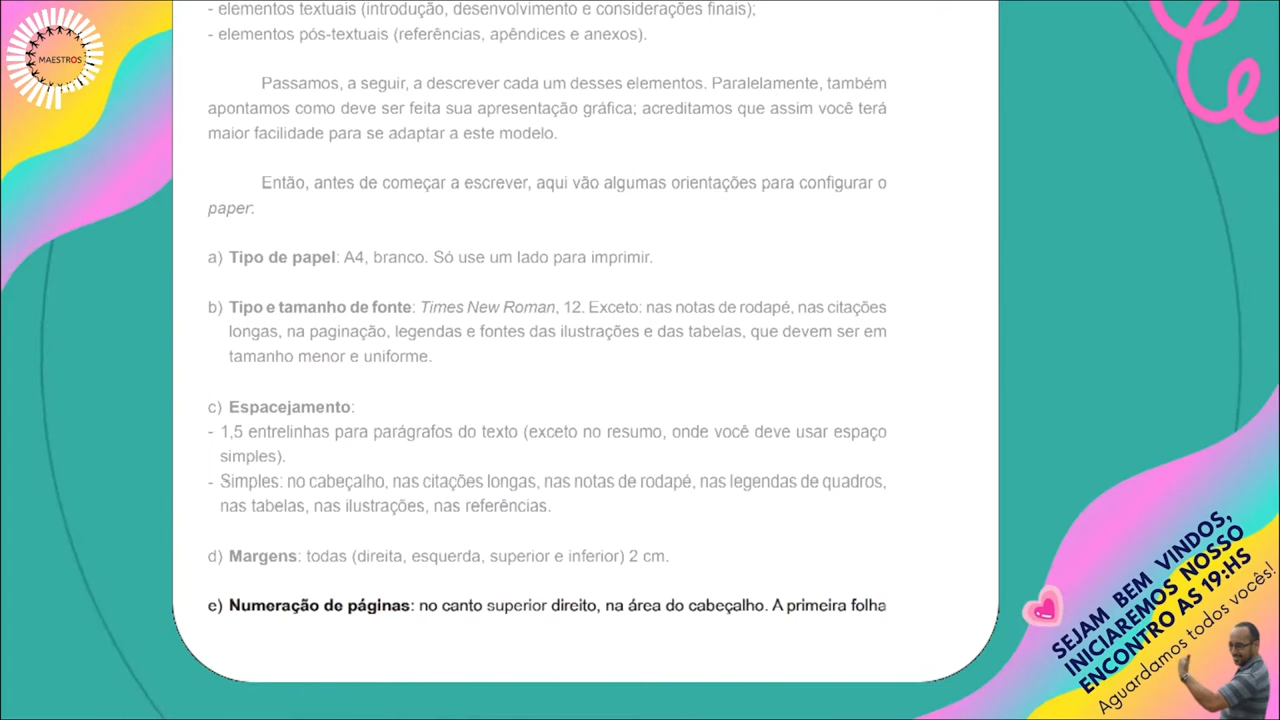 MAESTROS
- elementos textuais (introdução, desenvolvimento e considerações finais);
- elementos pós-textuais (referências, apêndices e anexos).
Passamos, a seguir, a descrever cada um desses elementos. Paralelamente, também
apontamos como deve ser feita sua apresentação gráfica; acreditamos que assim você terá
maior facilidade para se adaptar a este modelo.
Então, antes de começar a escrever, aqui vão algumas orientações para configurar o
paper:
a) Tipo de papel: A4, branco. Só use um lado para imprimir.
b) Tipo e tamanho de fonte: Times New Roman, 12. Exceto: nas notas de rodapé, nas citações
longas, na paginação, legendas e fontes das ilustrações e das tabelas, que devem ser em
tamanho menor e uniforme.
c) Espacejamento:
- 1,5 entrelinhas para parágrafos do texto (exceto no resumo, onde você deve usar espaço
simples).
- Simples: no cabeçalho, nas citações longas, nas notas de rodapé, nas legendas de quadros,
nas tabelas, nas ilustrações, nas referências.
d) Margens: todas (direita, esquerda, superior e inferior) 2 cm.
e) Numeração de páginas: no canto superior direito, na área do cabeçalho. A primeira folha
SEJAM BEM VINDOS,
INICIAREMOS NOSSO
ENCONTRO AS 19:HS
Aguardamos todos vocês!